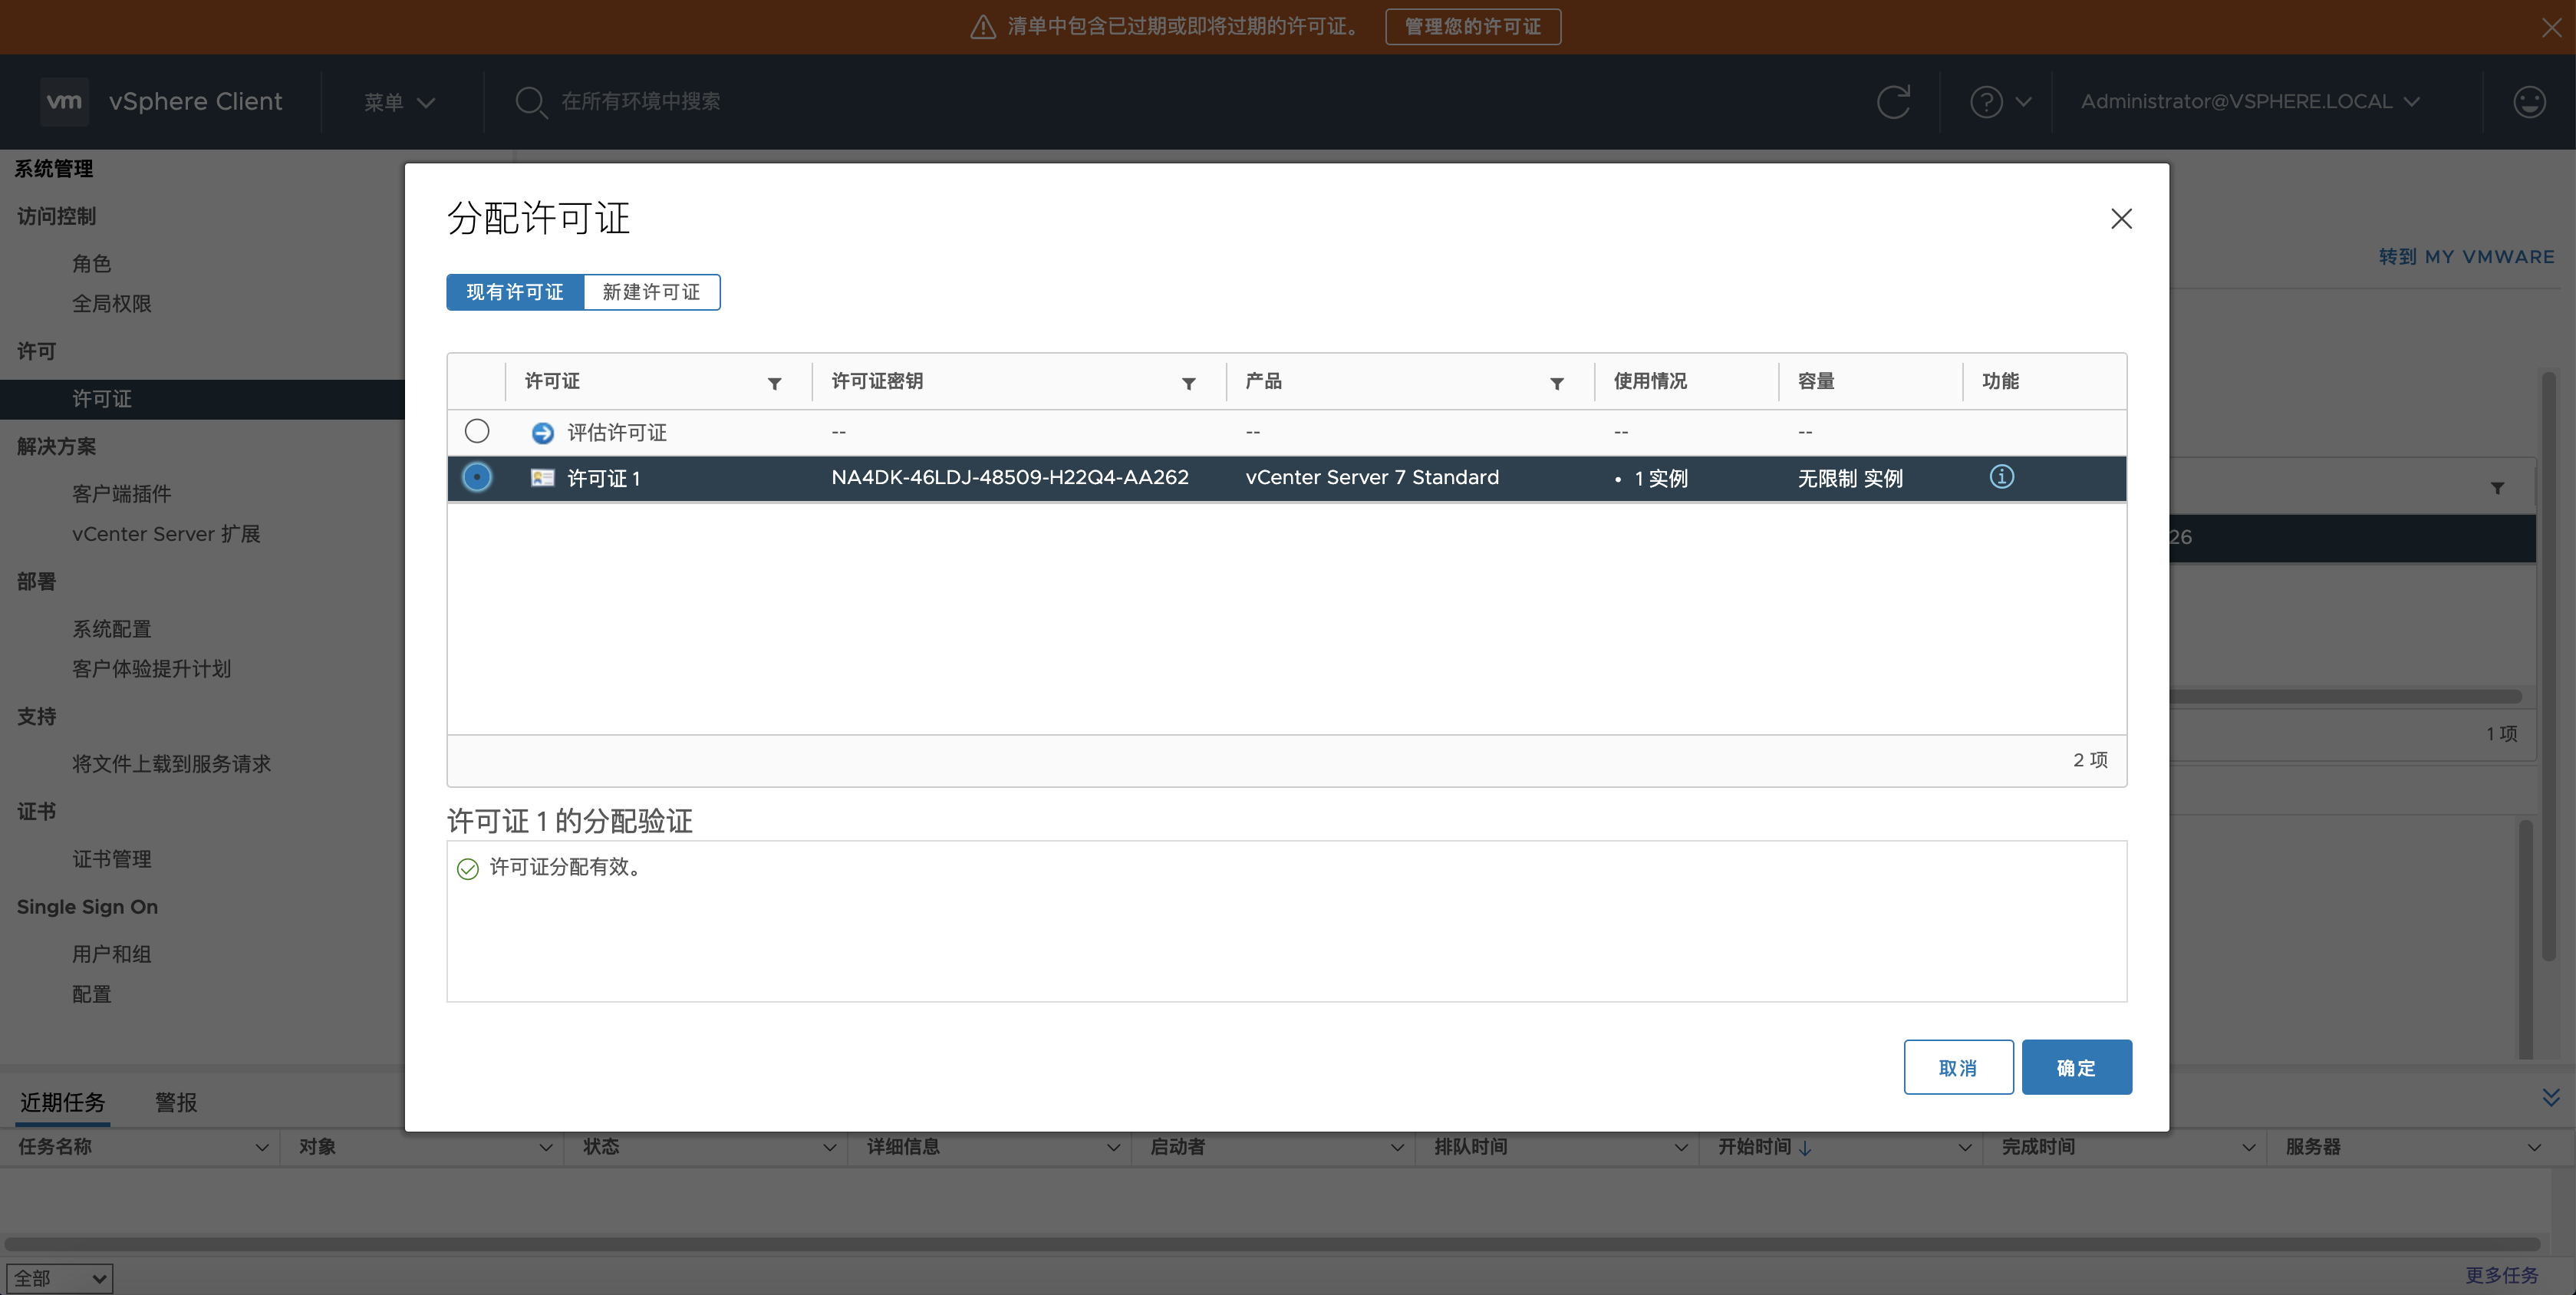 清单中包含已过期或即将过期的许可证。 管理您的许可证
vm vSphere Client 菜单 在所有环境中搜索 Administrator@VSPHERE.LOCAL
系统管理
访问控制
角色
全局权限
许可
许可证
解决方案
客户端插件
vCenter Server 扩展
部署
系统配置
客户体验提升计划
支持
将文件上载到服务请求
证书
证书管理
Single Sign On
用户和组
配置
转到 MY VMWARE
26
1 项
分配许可证
现有许可证 新建许可证
许可证 许可证密钥 产品 使用情况 容量 功能
评估许可证 -- -- -- --
许可证 1 NA4DK-46LDJ-48509-H22Q4-AA262 vCenter Server 7 Standard • 1 实例 无限制 实例
2 项
许可证 1 的分配验证
许可证分配有效。
取消 确定
近期任务 警报
任务名称 对象 状态 详细信息 启动者 排队时间 开始时间 ↓ 完成时间 服务器
全部 更多任务